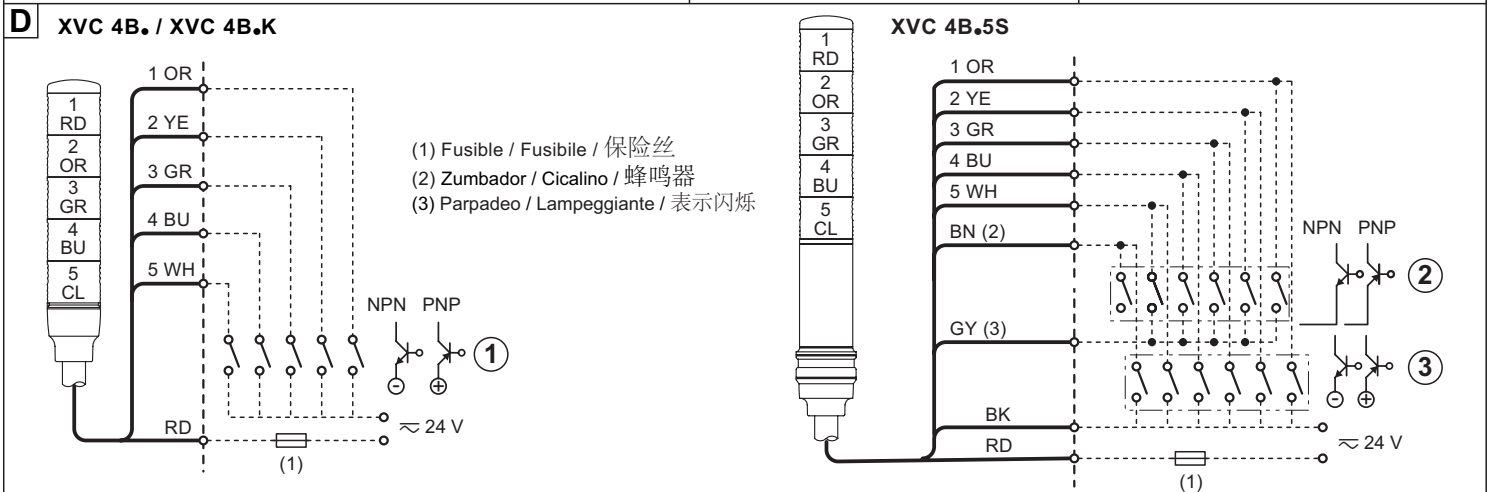 D XVC 4B.● / XVC 4B.●K
1 RD
2 OR
3 GR
4 BU
5 CL
1 OR
2 YE
3 GR
4 BU
5 WH
RD
(1)
NPN PNP
1
⊖ ⊕
≂ 24 V
(1) Fusible / Fusibile / 保险丝
(2) Zumbador / Cicalino / 蜂鸣器
(3) Parpadeo / Lampeggiante / 表示闪烁
XVC 4B●5S
1 RD
2 OR
3 GR
4 BU
5 CL
1 OR
2 YE
3 GR
4 BU
5 WH
BN (2)
GY (3)
BK
RD
(1)
NPN PNP
2
3
⊖ ⊕
≂ 24 V